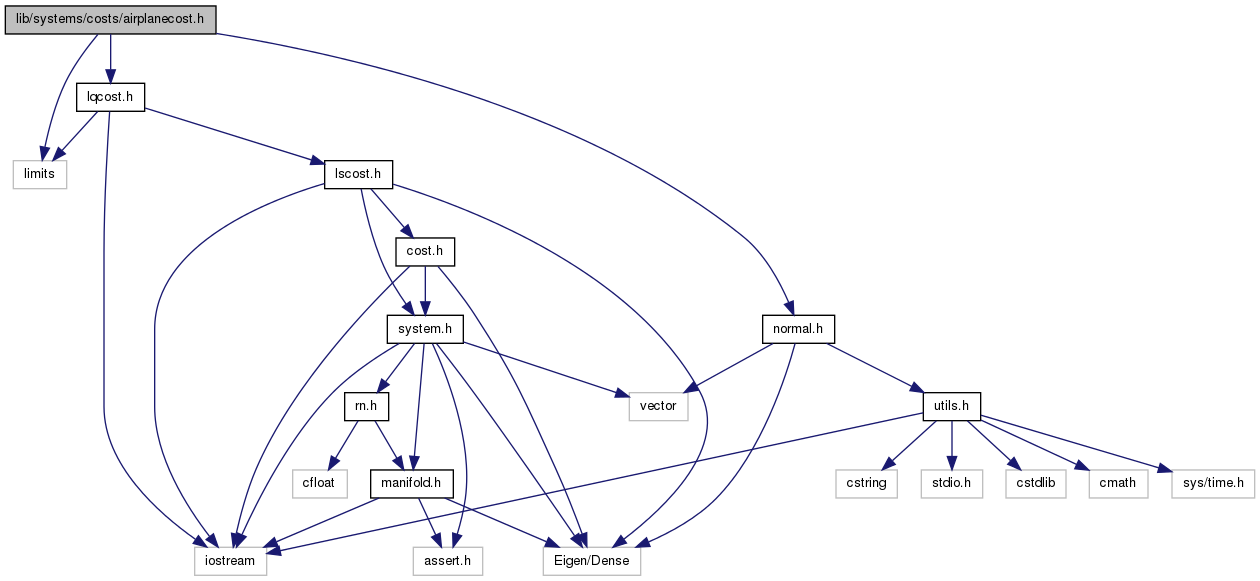 lib/systems/costs/airplanecost.h
lqcost.h
limits
lscost.h
cost.h
system.h
normal.h
rn.h
vector
utils.h
cfloat
manifold.h
cstring
stdio.h
cstdlib
cmath
sys/time.h
iostream
assert.h
Eigen/Dense